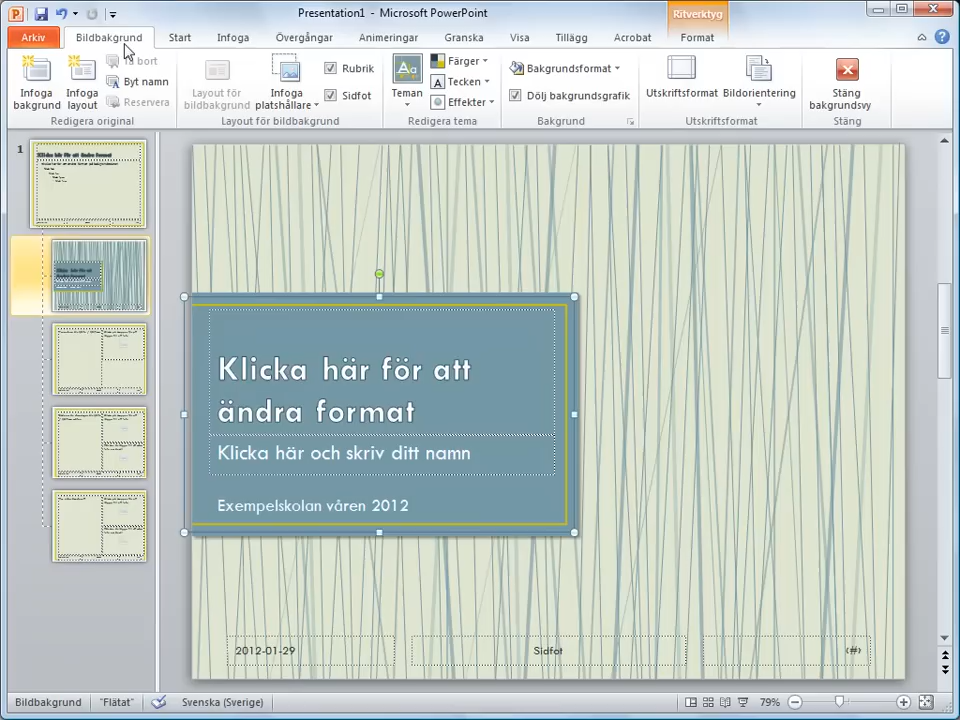 Presentation1 - Microsoft PowerPoint
Ritverktyg
Arkiv Bildbakgrund Start Infoga Övergångar Animeringar Granska Visa Tillägg Acrobat Format
Infoga bakgrund
Infoga layout
Ta bort
Byt namn
Reservera
Redigera original
Layout för bildbakgrund
Infoga platshållare
Rubrik
Sidfot
Layout för bildbakgrund
Teman
Färger
Tecken
Effekter
Redigera tema
Bakgrundsformat
Dölj bakgrundsgrafik
Bakgrund
Utskriftsformat
Bildorientering
Utskriftsformat
Stäng bakgrundsvy
Stäng
1
Klicka här för att
ändra format
Klicka här och skriv ditt namn
Exempelskolan våren 2012
2012-01-29
Sidfot
‹#›
Bildbakgrund
"Flätat"
Svenska (Sverige)
79%